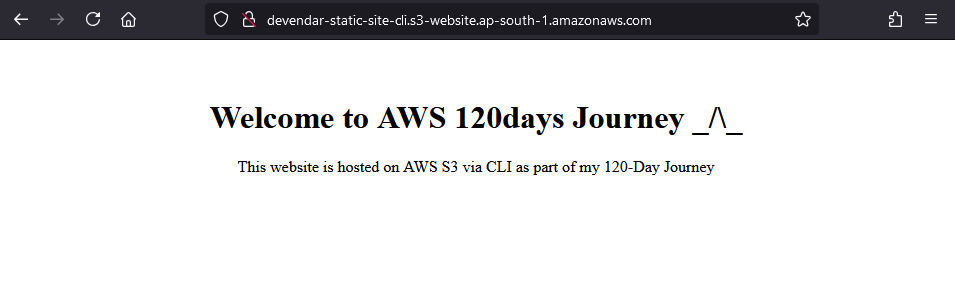 devendar-static-site-cli.s3-website.ap-south-1.amazonaws.com
Welcome to AWS 120days Journey _/\_
This website is hosted on AWS S3 via CLI as part of my 120-Day Journey